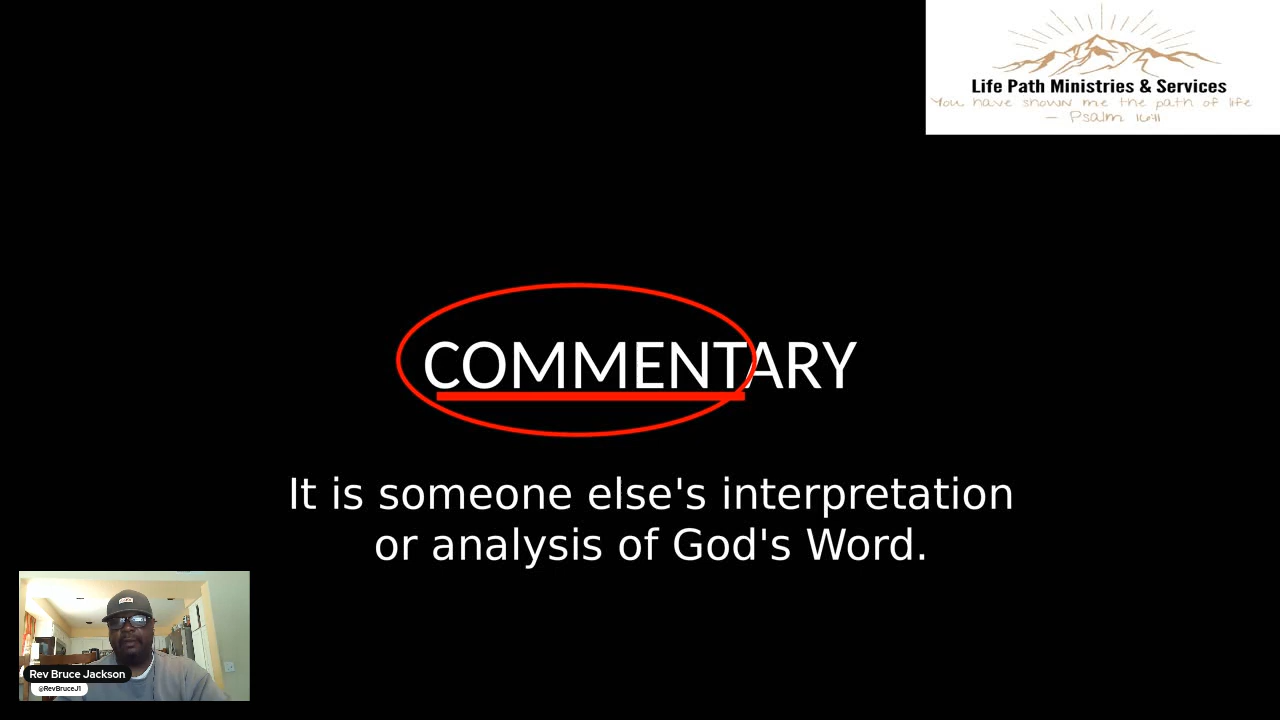 Life Path Ministries & Services
You have shown me the path of life
— Psalm 16:11
COMMENTARY
It is someone else's interpretation
or analysis of God's Word.
Rev Bruce Jackson
@RevBruceJ1